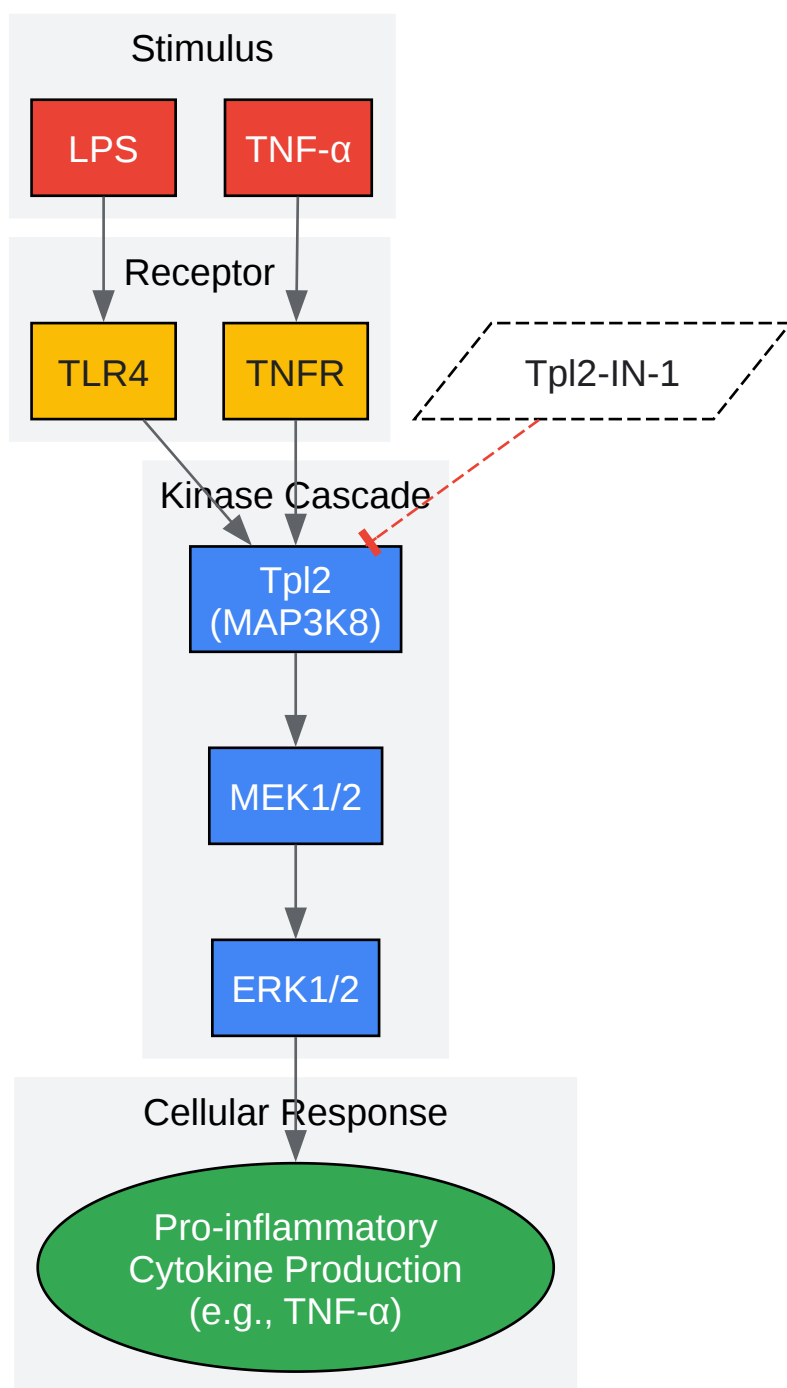 Stimulus
LPS
TNF-α
Receptor
TLR4
TNFR
Tpl2-IN-1
Kinase Cascade
Tpl2
(MAP3K8)
MEK1/2
ERK1/2
Cellular Response
Pro-inflammatory
Cytokine Production
(e.g., TNF-α)